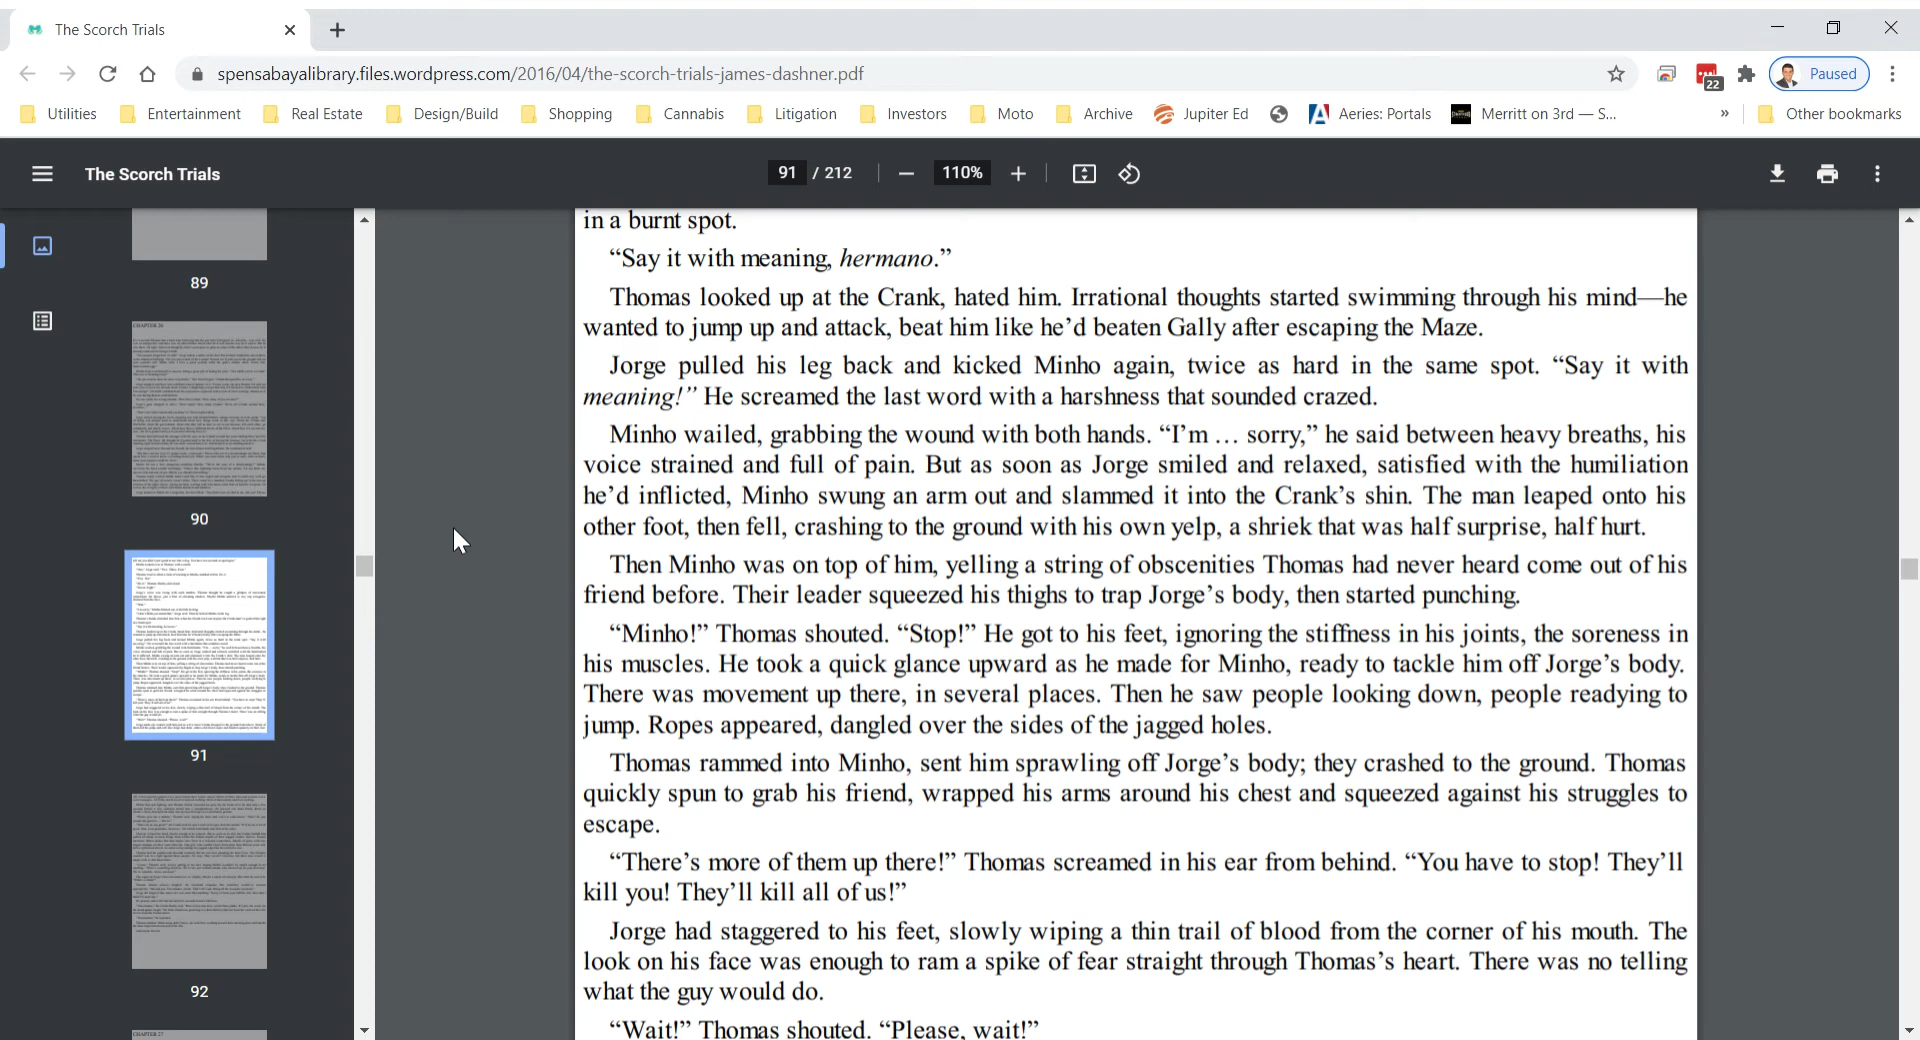 The Scorch Trials
spensabayalibrary.files.wordpress.com/2016/04/the-scorch-trials-james-dashner.pdf
22
Paused
Utilities
Entertainment
Real Estate
Design/Build
Shopping
Cannabis
Litigation
Investors
Moto
Archive
Jupiter Ed
Aeries: Portals
Merritt on 3rd — S...
»
Other bookmarks
The Scorch Trials
91 / 212
110%
89
CHAPTER 26
90
91
92
CHAPTER 27
in a burnt spot.
“Say it with meaning, hermano.”
Thomas looked up at the Crank, hated him. Irrational thoughts started swimming through his mind—he
wanted to jump up and attack, beat him like he’d beaten Gally after escaping the Maze.
Jorge pulled his leg back and kicked Minho again, twice as hard in the same spot. “Say it with
meaning!” He screamed the last word with a harshness that sounded crazed.
Minho wailed, grabbing the wound with both hands. “I’m … sorry,” he said between heavy breaths, his
voice strained and full of pain. But as soon as Jorge smiled and relaxed, satisfied with the humiliation
he’d inflicted, Minho swung an arm out and slammed it into the Crank’s shin. The man leaped onto his
other foot, then fell, crashing to the ground with his own yelp, a shriek that was half surprise, half hurt.
Then Minho was on top of him, yelling a string of obscenities Thomas had never heard come out of his
friend before. Their leader squeezed his thighs to trap Jorge’s body, then started punching.
“Minho!” Thomas shouted. “Stop!” He got to his feet, ignoring the stiffness in his joints, the soreness in
his muscles. He took a quick glance upward as he made for Minho, ready to tackle him off Jorge’s body.
There was movement up there, in several places. Then he saw people looking down, people readying to
jump. Ropes appeared, dangled over the sides of the jagged holes.
Thomas rammed into Minho, sent him sprawling off Jorge’s body; they crashed to the ground. Thomas
quickly spun to grab his friend, wrapped his arms around his chest and squeezed against his struggles to
escape.
“There’s more of them up there!” Thomas screamed in his ear from behind. “You have to stop! They’ll
kill you! They’ll kill all of us!”
Jorge had staggered to his feet, slowly wiping a thin trail of blood from the corner of his mouth. The
look on his face was enough to ram a spike of fear straight through Thomas’s heart. There was no telling
what the guy would do.
“Wait!” Thomas shouted. “Please, wait!”